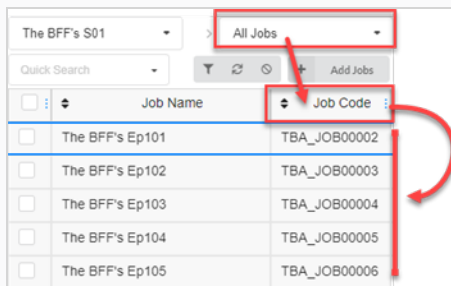 The BFF's S01 All Jobs
Quick Search Add Jobs
Job Name Job Code
The BFF's Ep101 TBA_JOB00002
The BFF's Ep102 TBA_JOB00003
The BFF's Ep103 TBA_JOB00004
The BFF's Ep104 TBA_JOB00005
The BFF's Ep105 TBA_JOB00006